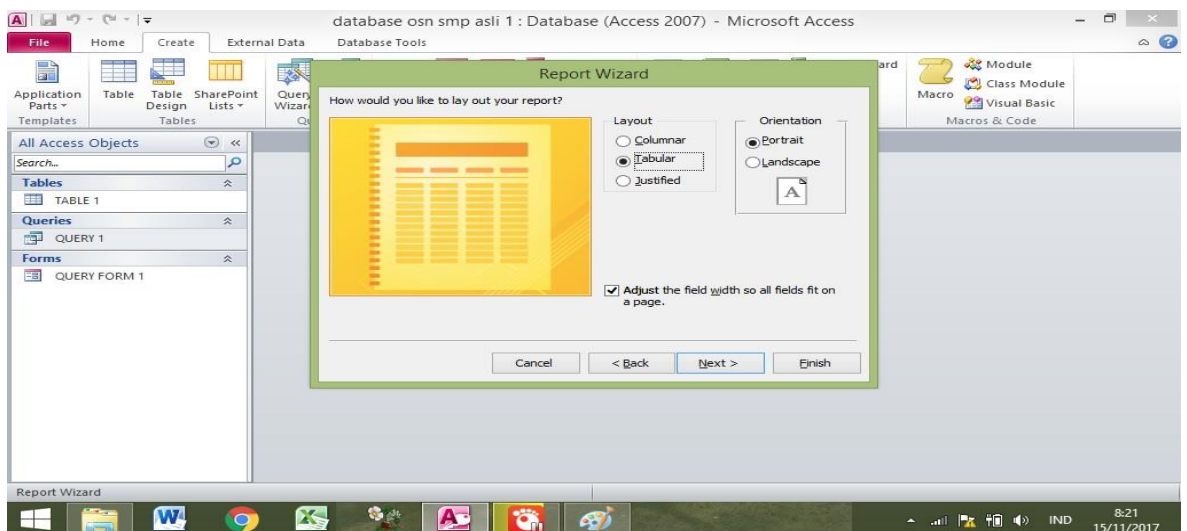 database osn smp asli 1 : Database (Access 2007) - Microsoft Access
File Home Create External Data Database Tools
Application Parts
Table
Table Design
SharePoint Lists
Module
Class Module
Visual Basic
Macro
Templates
Tables
Macros & Code
All Access Objects
Search...
Tables
TABLE 1
Queries
QUERY 1
Forms
QUERY FORM 1
Report Wizard
How would you like to lay out your report?
Layout
Columnar
Tabular
Justified
Orientation
Portrait
Landscape
A
Adjust the field width so all fields fit on
a page.
Cancel < Back Next > Finish
Report Wizard
IND
8:21
15/11/2017